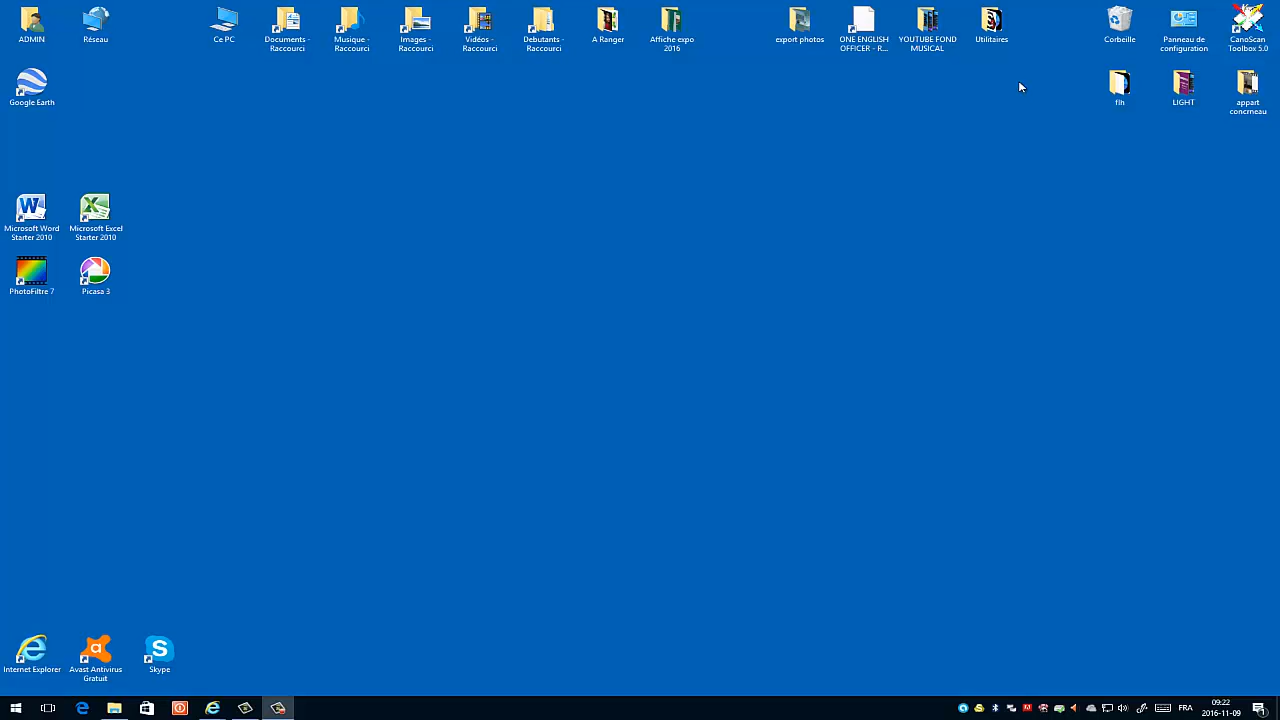 ADMIN
Réseau
Ce PC
Documents -
Raccourci
Musique -
Raccourci
Images -
Raccourci
Vidéos -
Raccourci
Debutants -
Raccourci
A Ranger
Affiche expo
2016
export photos
ONE ENGLISH
OFFICER - R...
YOUTUBE FOND
MUSICAL
Utilitaires
Corbeille
Panneau de
configuration
CanoScan
Toolbox 5.0
Google Earth
flh
LIGHT
appart
concrneau
Microsoft Word
Starter 2010
Microsoft Excel
Starter 2010
PhotoFiltre 7
Picasa 3
Internet Explorer
Avast Antivirus
Gratuit
Skype
FRA
09:22
2016-11-09